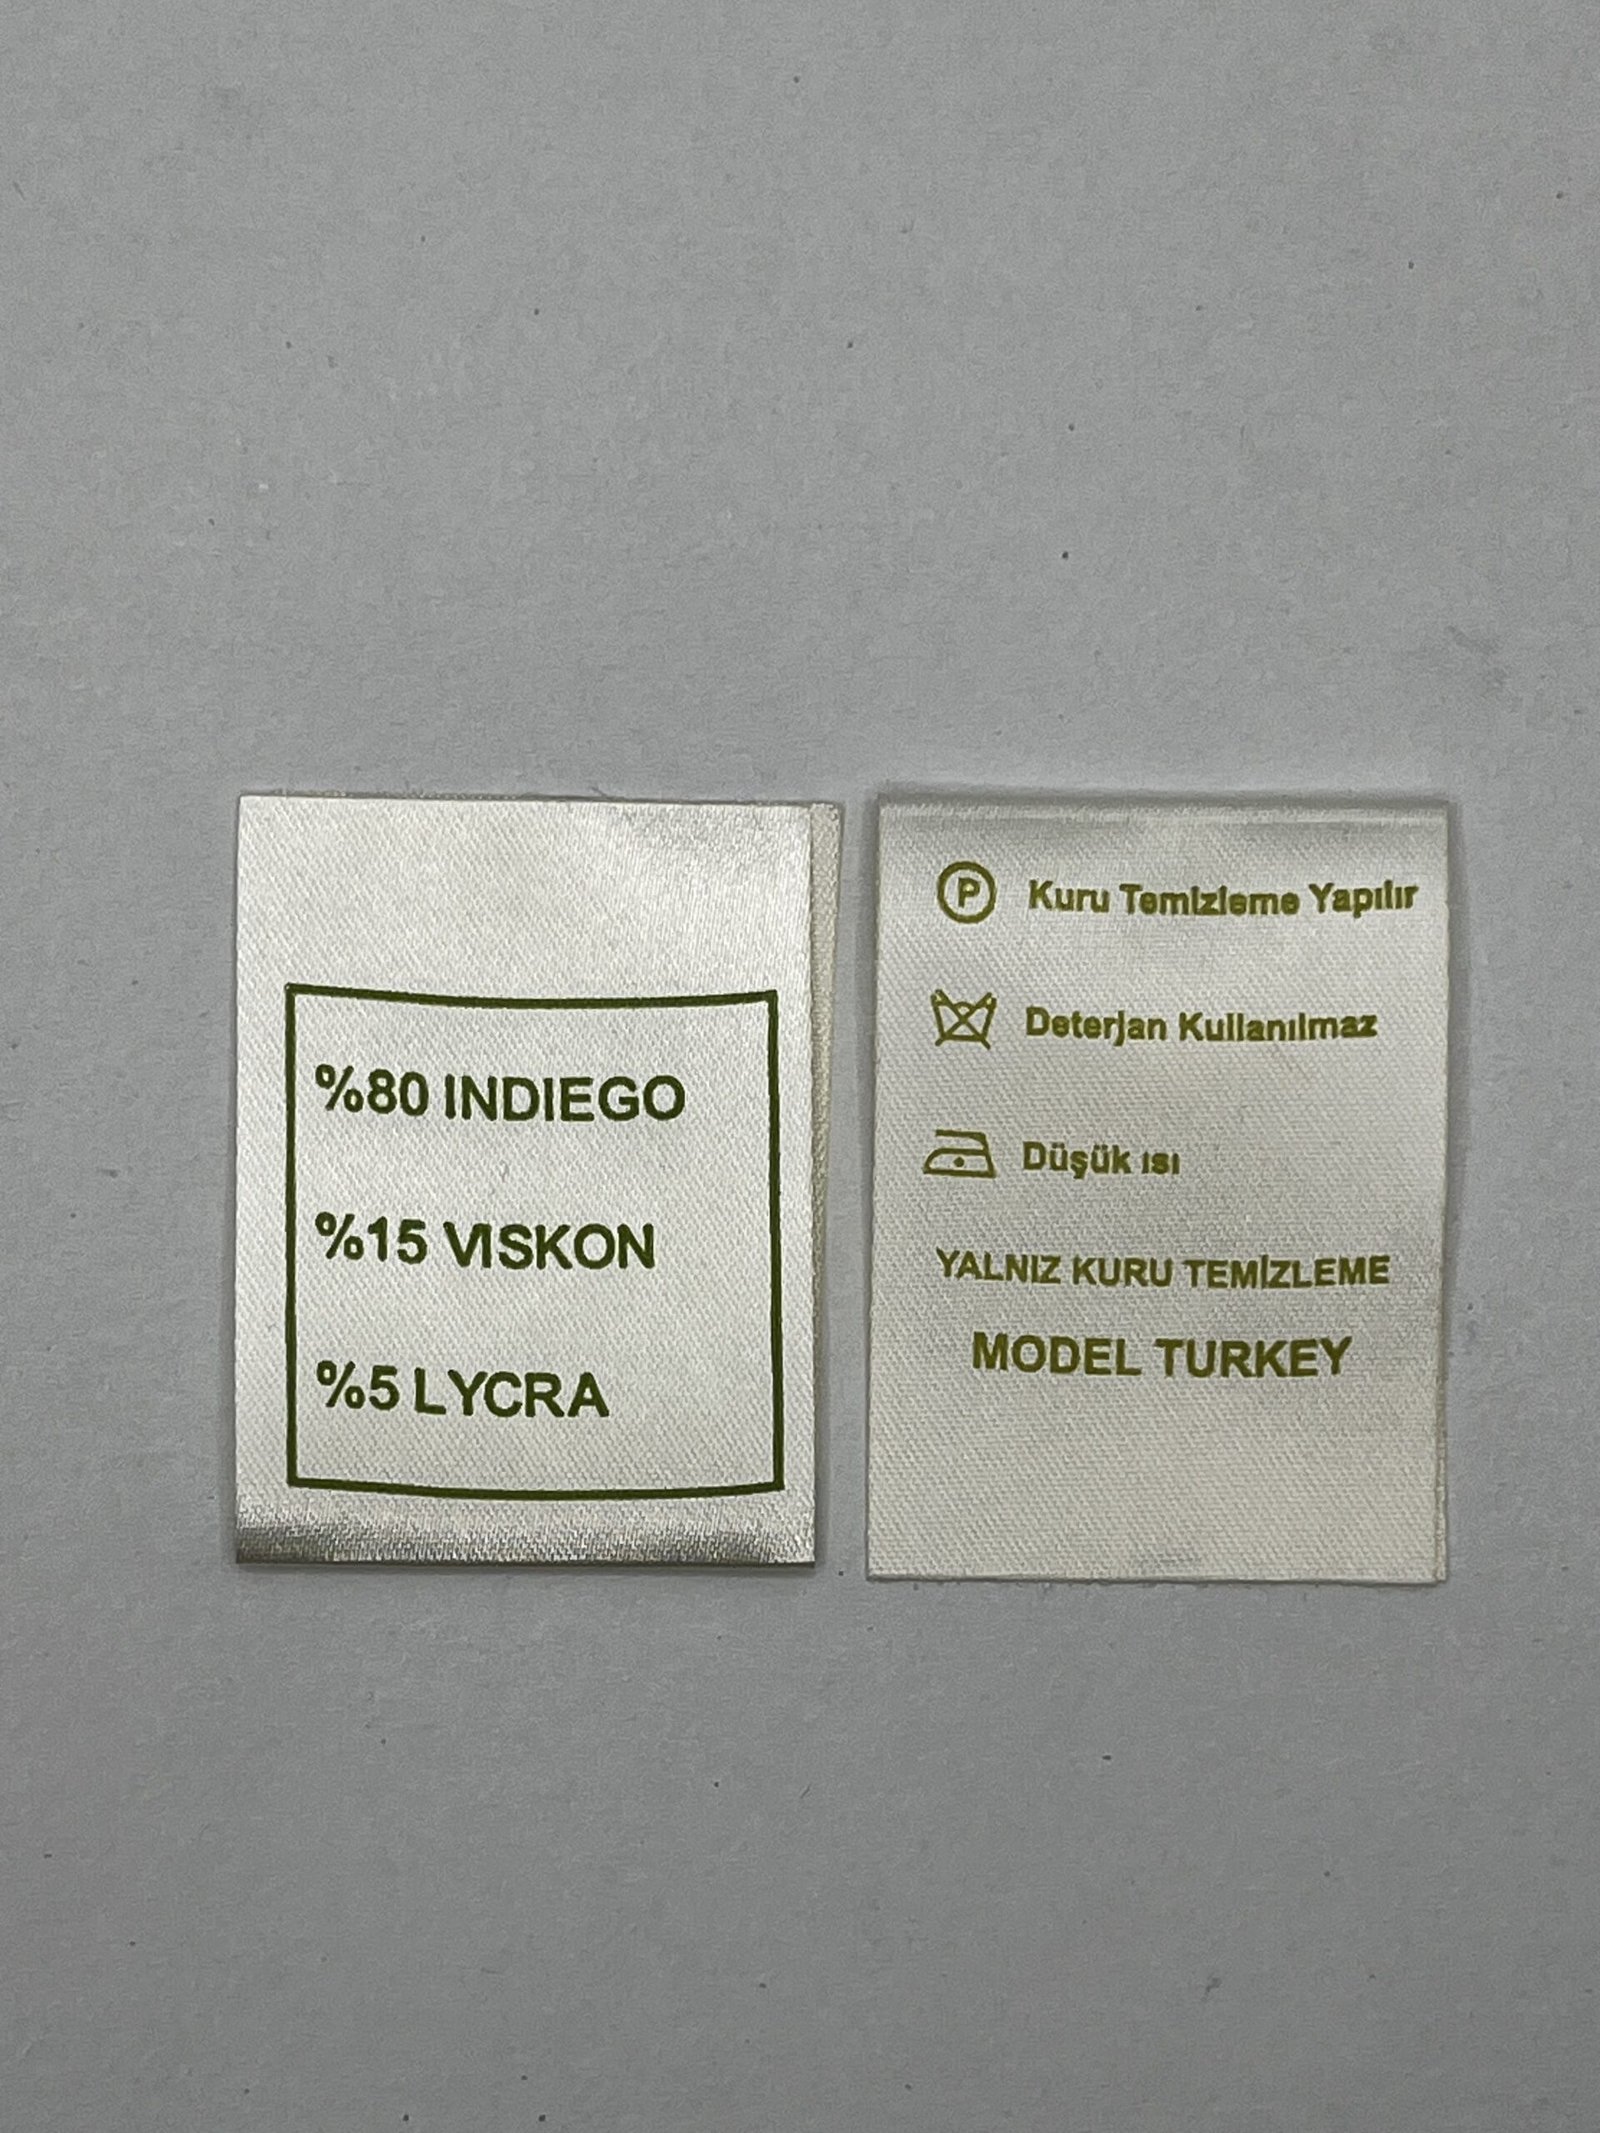 %80 INDIEGO
%15 VISKON
%5 LYCRA
P Kuru Temizleme Yapılır
Deterjan Kullanılmaz
Düşük ısı
YALNIZ KURU TEMİZLEME
MODEL TURKEY